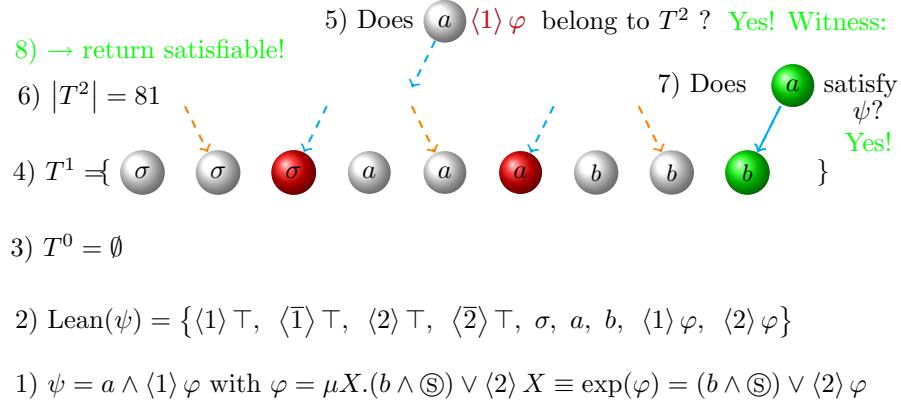 5) Does a ⟨1⟩ φ belong to T² ? Yes! Witness:
8) → return satisfiable!
6) |T²| = 81
7) Does a satisfy
ψ?
Yes!
4) T¹ = { σ σ σ a a a b b b }
3) T⁰ = ∅
2) Lean(ψ) = {⟨1⟩ ⊤, ⟨1̅⟩ ⊤, ⟨2⟩ ⊤, ⟨2̅⟩ ⊤, σ, a, b, ⟨1⟩ φ, ⟨2⟩ φ}
1) ψ = a ∧ ⟨1⟩ φ with φ = μX.(b ∧ Ⓢ) ∨ ⟨2⟩ X ≡ exp(φ) = (b ∧ Ⓢ) ∨ ⟨2⟩ φ